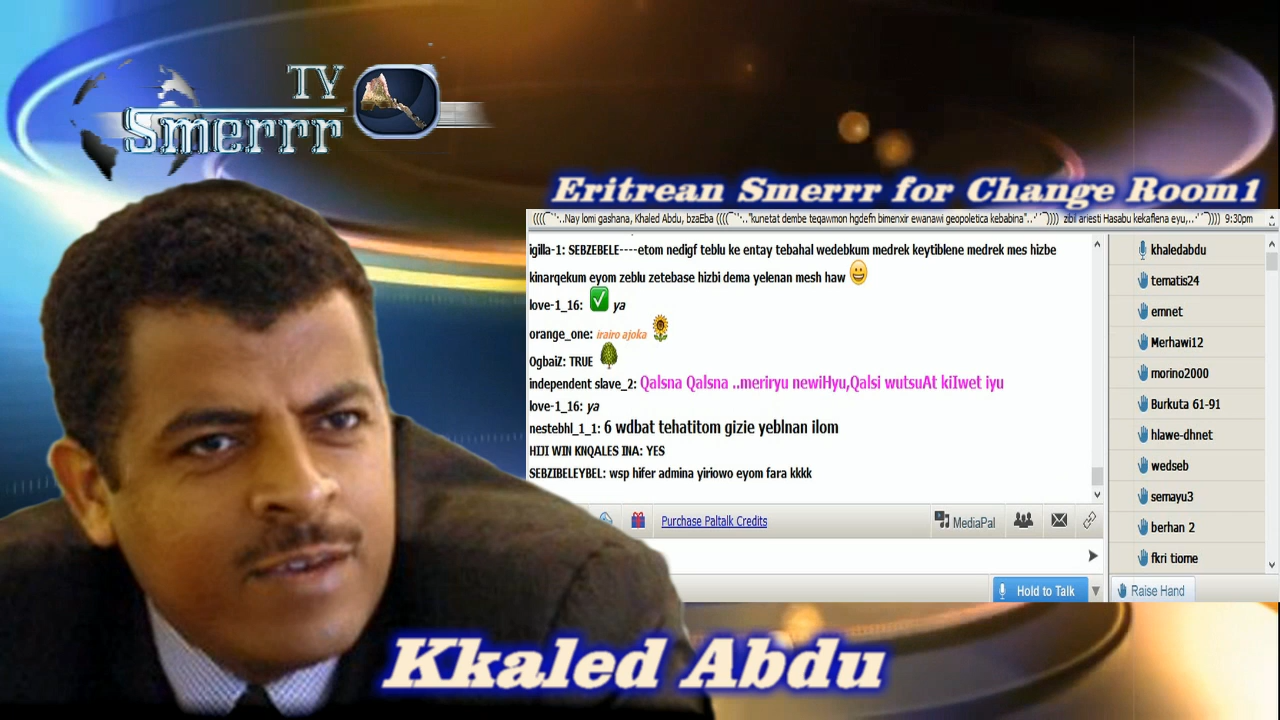 TV
Smerrr
Eritrean Smerrr for Change Room1
((((¯`·..Nay lomi gashana, Khaled Abdu, bzaEba ((((¯`·.."kunetat dembe teqawmon hgdefn bimenxir ewanawi geopoletica kebabina"..·´´¯)))) zibil ariesti Hasabu kekaflena eyu,..·´´¯)))) 9:30pm
igilla-1: SEBZEBELE----etom nedigf teblu ke entay tebahal wedebkum medrek keytiblene medrek mes hizbe
kinarqekum eyom zeblu zetebase hizbi dema yelenan mesh haw 😀
love-1_16: ✅ ya
orange_one: irairo ajoka 🌻
OgbaiZ: TRUE 🌳
independent slave_2: Qalsna Qalsna ..meriryu newiHyu,Qalsi wutsuAt kiIwet iyu
love-1_16: ya
nestebhl_1_1: 6 wdbat tehatitom gizie yeblnan ilom
HIJI WIN KNQALES INA: YES
SEBZIBELEYBEL: wsp hifer admina yiriowo eyom fara kkkk
Purchase Paltalk Credits
MediaPal
Hold to Talk
khaledabdu
tematis24
emnet
Merhawi12
morino2000
Burkuta 61-91
hlawe-dhnet
wedseb
semayu3
berhan 2
fkri tiome
Raise Hand
Kkaled Abdu